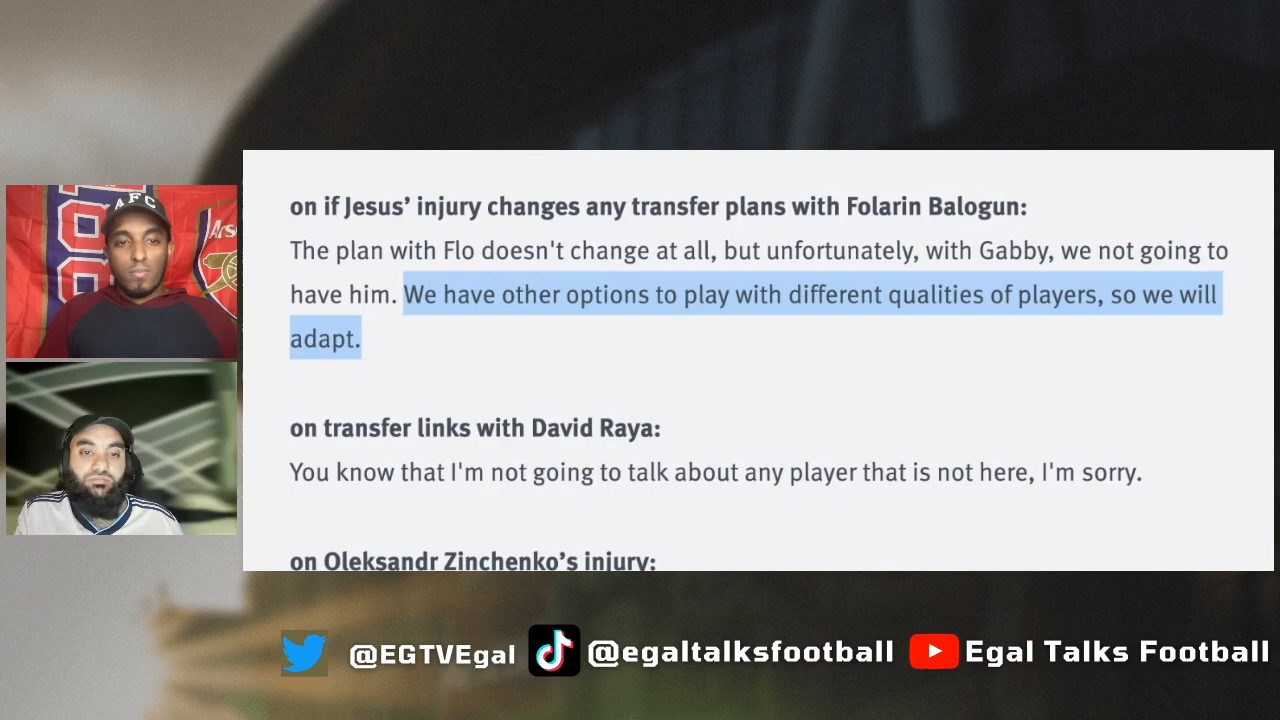 AFC
Ars
on if Jesus’ injury changes any transfer plans with Folarin Balogun:
The plan with Flo doesn't change at all, but unfortunately, with Gabby, we not going to
have him. We have other options to play with different qualities of players, so we will
adapt.
on transfer links with David Raya:
You know that I'm not going to talk about any player that is not here, I'm sorry.
on Oleksandr Zinchenko’s injury:
@EGTVEgal @egaltalksfootball Egal Talks Football